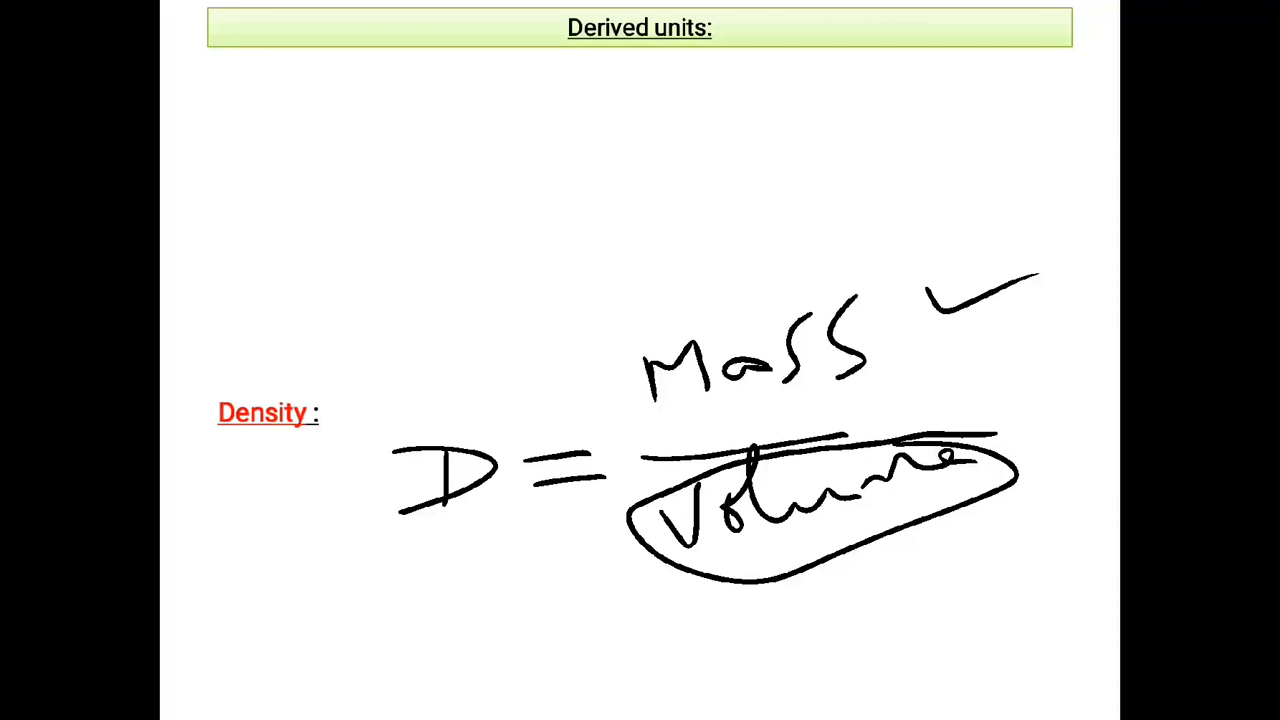 Derived units:
Mass
Density :
D =
Volume